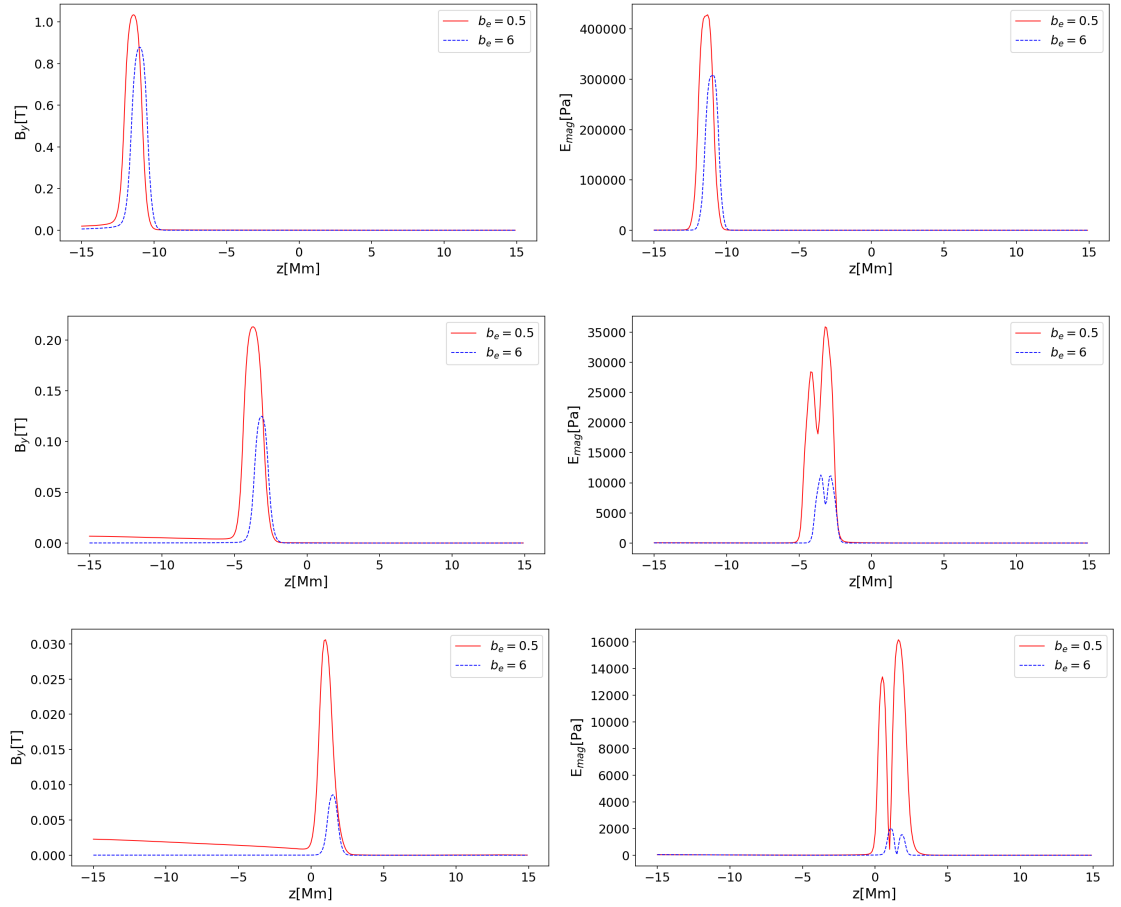 1.0
0.8
0.6
0.4
0.2
0.0
B_y[T]
−15 −10 −5 0 5 10 15
z[Mm]
b_e = 0.5
b_e = 6
400000
300000
200000
100000
0
E_mag[Pa]
−15 −10 −5 0 5 10 15
z[Mm]
b_e = 0.5
b_e = 6
0.20
0.15
0.10
0.05
0.00
B_y[T]
−15 −10 −5 0 5 10 15
z[Mm]
b_e = 0.5
b_e = 6
35000
30000
25000
20000
15000
10000
5000
0
E_mag[Pa]
−15 −10 −5 0 5 10 15
z[Mm]
b_e = 0.5
b_e = 6
0.030
0.025
0.020
0.015
0.010
0.005
0.000
B_y[T]
−15 −10 −5 0 5 10 15
z[Mm]
b_e = 0.5
b_e = 6
16000
14000
12000
10000
8000
6000
4000
2000
0
E_mag[Pa]
−15 −10 −5 0 5 10 15
z[Mm]
b_e = 0.5
b_e = 6